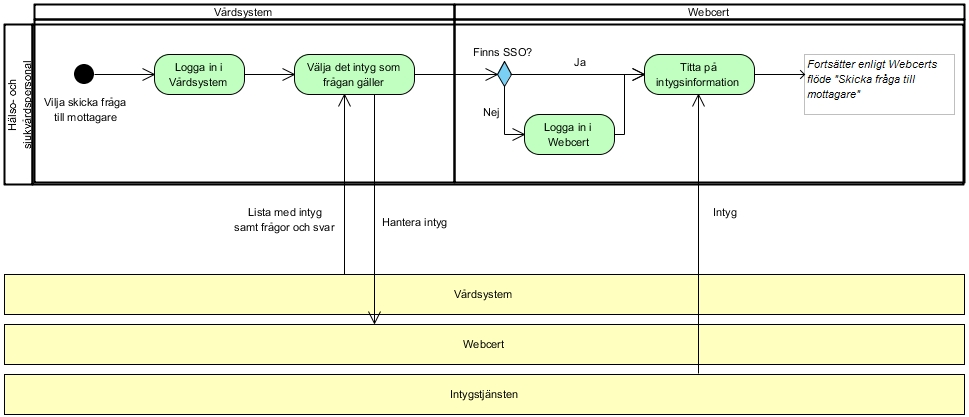 Vårdsystem
Webcert
Hälso- och
sjukvårdspersonal
Vilja skicka fråga
till mottagare
Logga in i
Vårdsystem
Välja det intyg som
frågan gäller
Finns SSO?
Ja
Nej
Logga in i
Webcert
Titta på
intygsinformation
Fortsätter enligt Webcerts
flöde "Skicka fråga till
mottagare"
Lista med intyg
samt frågor och svar
Hantera intyg
Intyg
Vårdsystem
Webcert
Intygstjänsten